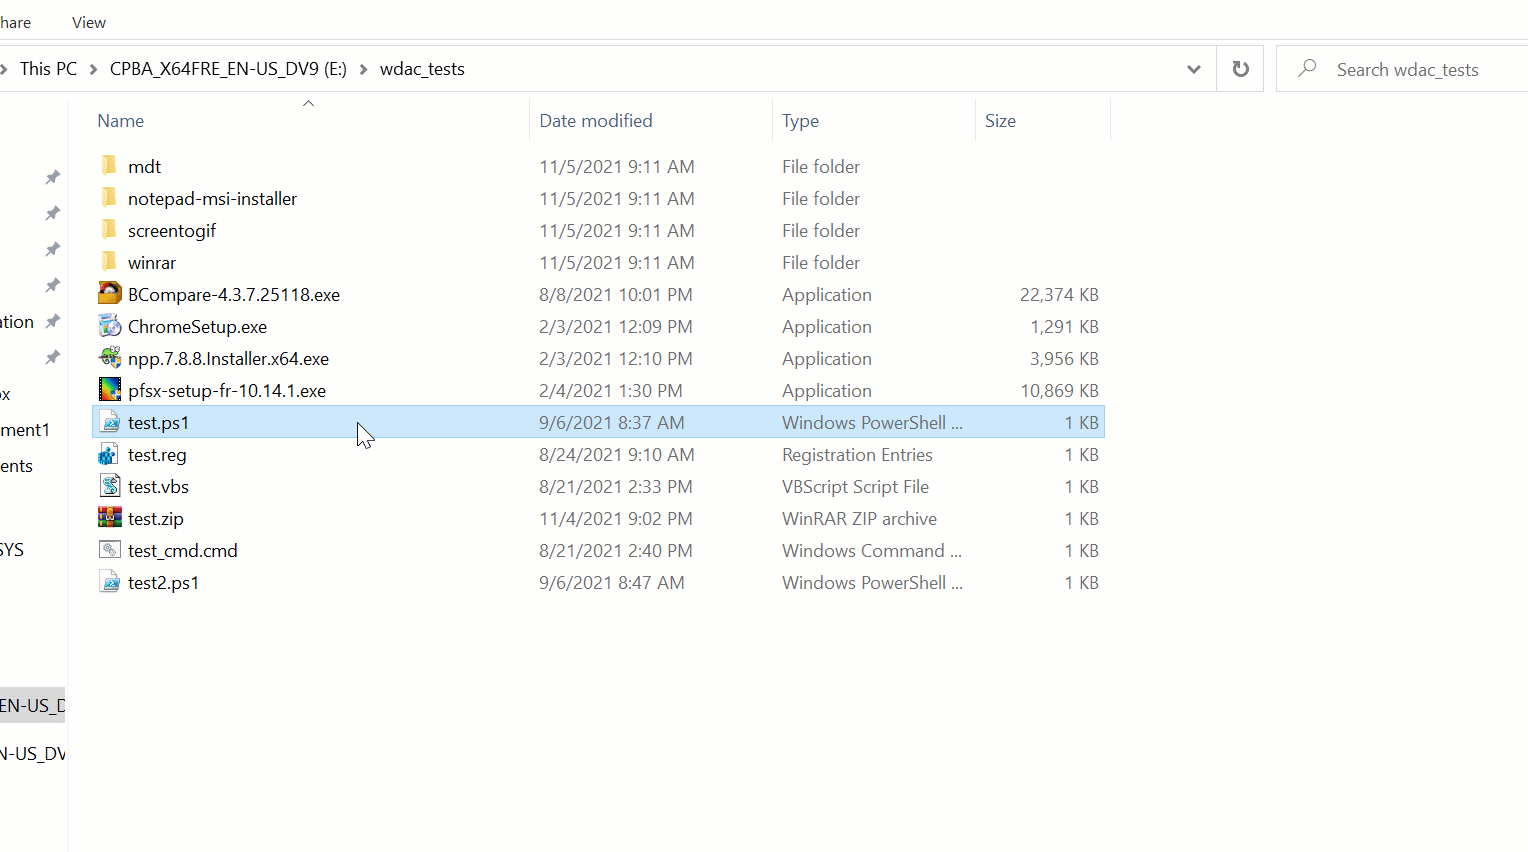 hare View
This PC CPBA_X64FRE_EN-US_DV9 (E:) wdac_tests Search wdac_tests
Name Date modified Type Size
mdt 11/5/2021 9:11 AM File folder
notepad-msi-installer 11/5/2021 9:11 AM File folder
screentogif 11/5/2021 9:11 AM File folder
winrar 11/5/2021 9:11 AM File folder
BCompare-4.3.7.25118.exe 8/8/2021 10:01 PM Application 22,374 KB
ation ChromeSetup.exe 2/3/2021 12:09 PM Application 1,291 KB
npp.7.8.8.Installer.x64.exe 2/3/2021 12:10 PM Application 3,956 KB
ox pfsx-setup-fr-10.14.1.exe 2/4/2021 1:30 PM Application 10,869 KB
ment1 test.ps1 9/6/2021 8:37 AM Windows PowerShell ... 1 KB
ents test.reg 8/24/2021 9:10 AM Registration Entries 1 KB
test.vbs 8/21/2021 2:33 PM VBScript Script File 1 KB
test.zip 11/4/2021 9:02 PM WinRAR ZIP archive 1 KB
SYS test_cmd.cmd 8/21/2021 2:40 PM Windows Command ... 1 KB
test2.ps1 9/6/2021 8:47 AM Windows PowerShell ... 1 KB
EN-US_D
N-US_DV